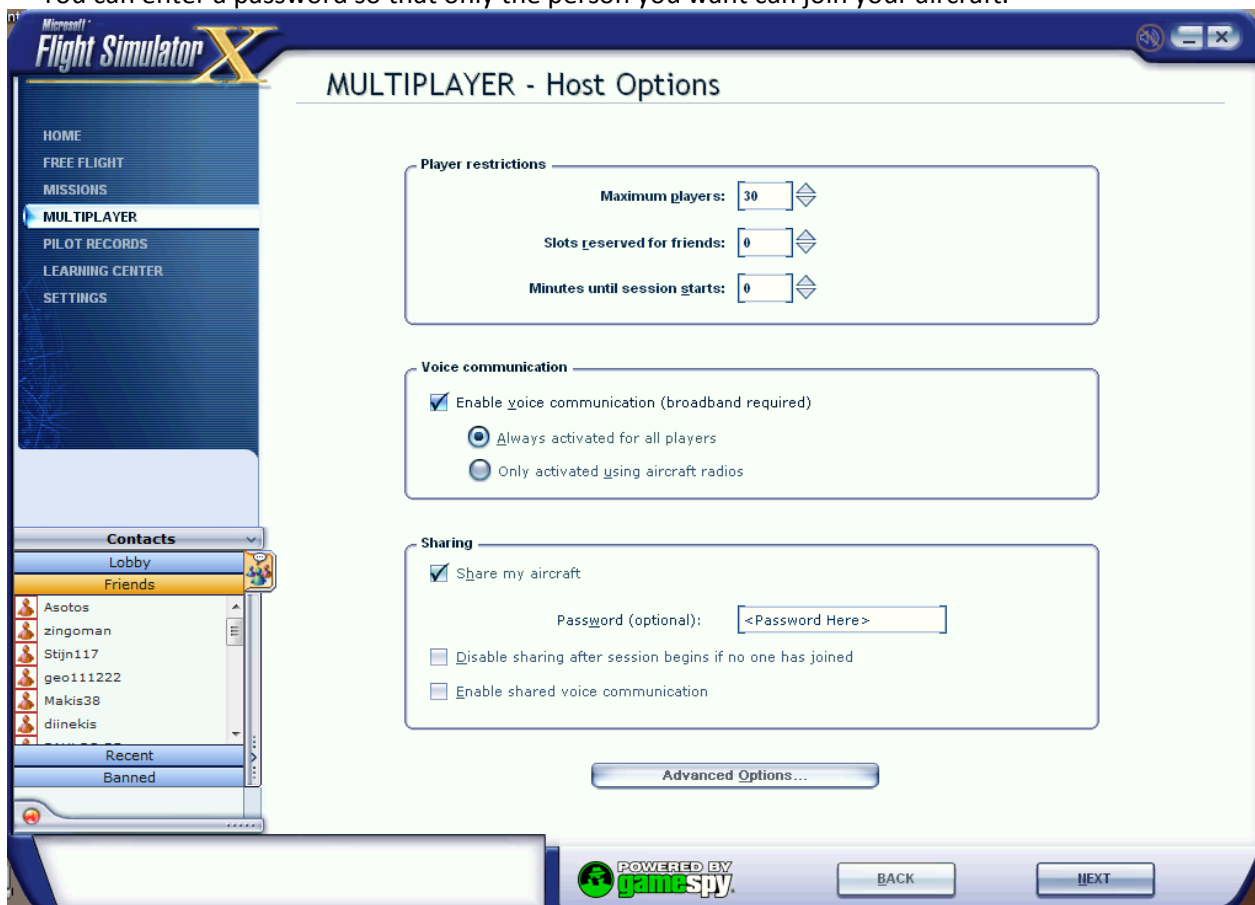 You can enter a password so that only the person you want can join your aircraft.
Microsoft
Flight Simulator X
MULTIPLAYER - Host Options
HOME
FREE FLIGHT
MISSIONS
MULTIPLAYER
PILOT RECORDS
LEARNING CENTER
SETTINGS
Player restrictions
Maximum players: 30
Slots reserved for friends: 0
Minutes until session starts: 0
Voice communication
Enable voice communication (broadband required)
Always activated for all players
Only activated using aircraft radios
Sharing
Share my aircraft
Password (optional): <Password Here>
Disable sharing after session begins if no one has joined
Enable shared voice communication
Advanced Options...
Contacts
Lobby
Friends
Asotos
zingoman
Stijn117
geo111222
Makis38
diinekis
Recent
Banned
POWERED BY
gamespy.
BACK
NEXT